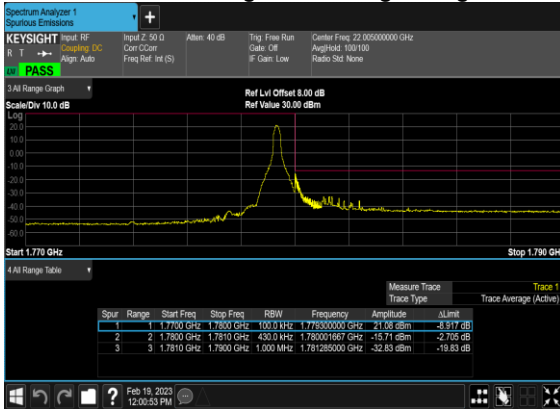 Spectrum Analyzer 1
Spurious Emissions
+
KEYSIGHT Input: RF Input Z: 50 Ω Atten: 40 dB Trig: Free Run Center Freq: 22.005000000 GHz
R T Coupling: DC Corr CCorr Gate: Off Avg|Hold: 100/100
Align: Auto Freq Ref: Int (S) IF Gain: Low Radio Std: None
PASS
3 All Range Graph
Ref Lvl Offset 8.00 dB
Scale/Div 10.0 dB Ref Value 30.00 dBm
Log
20.0
10.0
0.00
-10.0
-20.0
-30.0
-40.0
-50.0
-60.0
Start 1.770 GHz Stop 1.790 GHz
4 All Range Table
Measure Trace Trace 1
Trace Type Trace Average (Active)
Spur Range Start Freq Stop Freq RBW Frequency Amplitude ΔLimit
1 1 1.7700 GHz 1.7800 GHz 100.0 kHz 1.779300000 GHz 21.08 dBm -8.917 dB
2 2 1.7800 GHz 1.7810 GHz 430.0 kHz 1.780001667 GHz -15.71 dBm -2.705 dB
3 3 1.7810 GHz 1.7900 GHz 1.000 MHz 1.781285000 GHz -32.83 dBm -19.83 dB
? Feb 19, 2023
12:00:53 PM